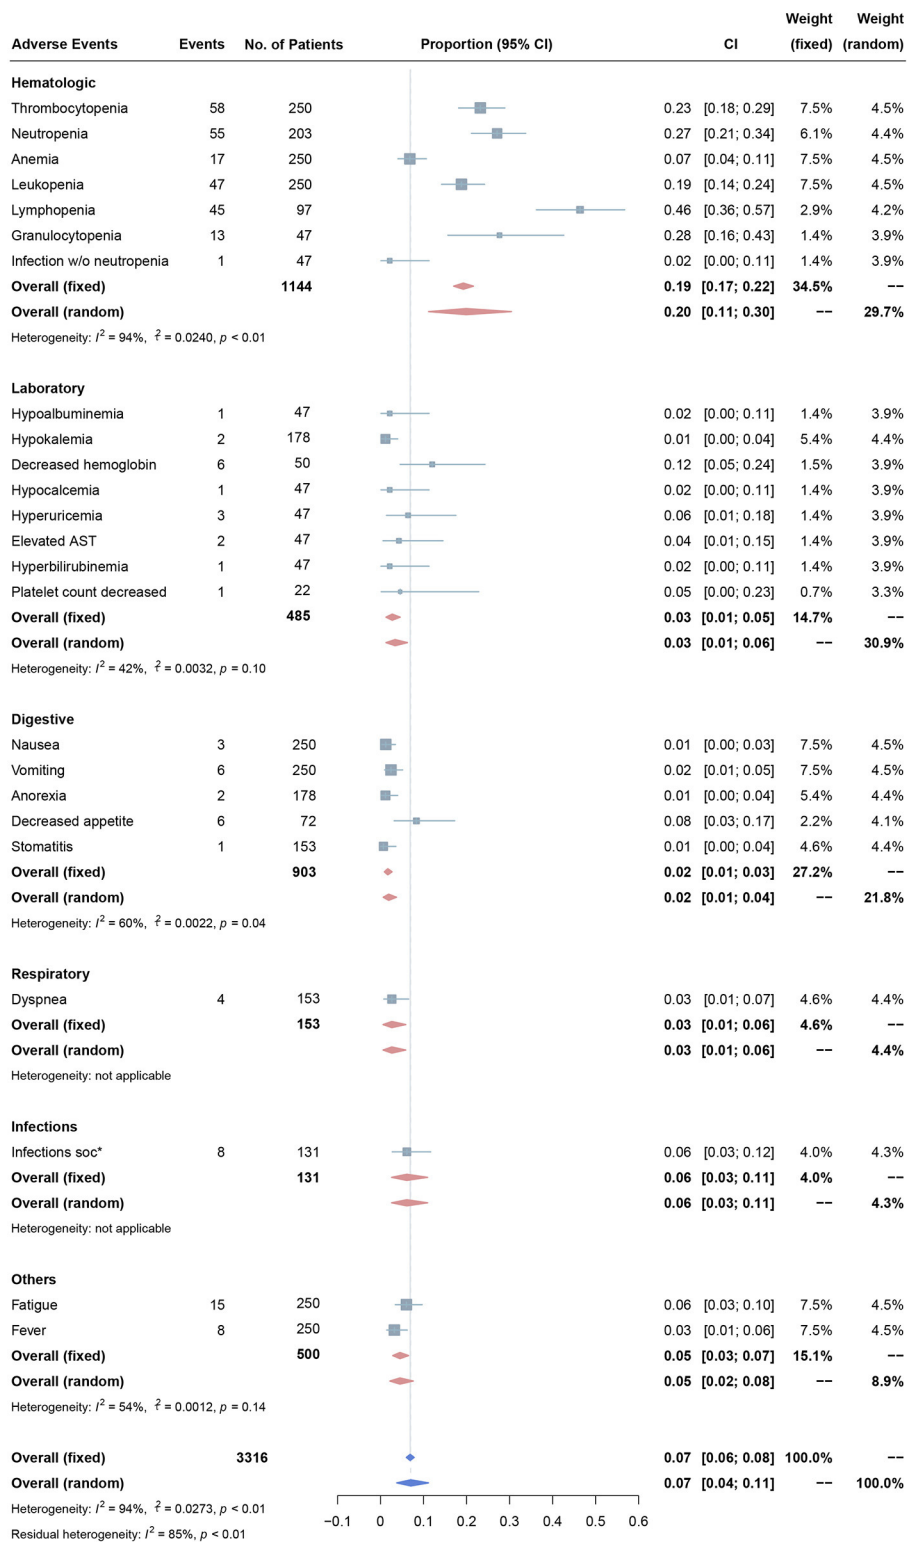 Weight Weight
Adverse Events Events No. of Patients Proportion (95% CI) CI (fixed) (random)
Hematologic
Thrombocytopenia 58 250 0.23 [0.18; 0.29] 7.5% 4.5%
Neutropenia 55 203 0.27 [0.21; 0.34] 6.1% 4.4%
Anemia 17 250 0.07 [0.04; 0.11] 7.5% 4.5%
Leukopenia 47 250 0.19 [0.14; 0.24] 7.5% 4.5%
Lymphopenia 45 97 0.46 [0.36; 0.57] 2.9% 4.2%
Granulocytopenia 13 47 0.28 [0.16; 0.43] 1.4% 3.9%
Infection w/o neutropenia 1 47 0.02 [0.00; 0.11] 1.4% 3.9%
Overall (fixed) 1144 0.19 [0.17; 0.22] 34.5% −−
Overall (random) 0.20 [0.11; 0.30] −− 29.7%
Heterogeneity: I² = 94%, τ² = 0.0240, p < 0.01
Laboratory
Hypoalbuminemia 1 47 0.02 [0.00; 0.11] 1.4% 3.9%
Hypokalemia 2 178 0.01 [0.00; 0.04] 5.4% 4.4%
Decreased hemoglobin 6 50 0.12 [0.05; 0.24] 1.5% 3.9%
Hypocalcemia 1 47 0.02 [0.00; 0.11] 1.4% 3.9%
Hyperuricemia 3 47 0.06 [0.01; 0.18] 1.4% 3.9%
Elevated AST 2 47 0.04 [0.01; 0.15] 1.4% 3.9%
Hyperbilirubinemia 1 47 0.02 [0.00; 0.11] 1.4% 3.9%
Platelet count decreased 1 22 0.05 [0.00; 0.23] 0.7% 3.3%
Overall (fixed) 485 0.03 [0.01; 0.05] 14.7% −−
Overall (random) 0.03 [0.01; 0.06] −− 30.9%
Heterogeneity: I² = 42%, τ² = 0.0032, p = 0.10
Digestive
Nausea 3 250 0.01 [0.00; 0.03] 7.5% 4.5%
Vomiting 6 250 0.02 [0.01; 0.05] 7.5% 4.5%
Anorexia 2 178 0.01 [0.00; 0.04] 5.4% 4.4%
Decreased appetite 6 72 0.08 [0.03; 0.17] 2.2% 4.1%
Stomatitis 1 153 0.01 [0.00; 0.04] 4.6% 4.4%
Overall (fixed) 903 0.02 [0.01; 0.03] 27.2% −−
Overall (random) 0.02 [0.01; 0.04] −− 21.8%
Heterogeneity: I² = 60%, τ² = 0.0022, p = 0.04
Respiratory
Dyspnea 4 153 0.03 [0.01; 0.07] 4.6% 4.4%
Overall (fixed) 153 0.03 [0.01; 0.06] 4.6% −−
Overall (random) 0.03 [0.01; 0.06] −− 4.4%
Heterogeneity: not applicable
Infections
Infections soc* 8 131 0.06 [0.03; 0.12] 4.0% 4.3%
Overall (fixed) 131 0.06 [0.03; 0.11] 4.0% −−
Overall (random) 0.06 [0.03; 0.11] −− 4.3%
Heterogeneity: not applicable
Others
Fatigue 15 250 0.06 [0.03; 0.10] 7.5% 4.5%
Fever 8 250 0.03 [0.01; 0.06] 7.5% 4.5%
Overall (fixed) 500 0.05 [0.03; 0.07] 15.1% −−
Overall (random) 0.05 [0.02; 0.08] −− 8.9%
Heterogeneity: I² = 54%, τ² = 0.0012, p = 0.14
Overall (fixed) 3316 0.07 [0.06; 0.08] 100.0% −−
Overall (random) 0.07 [0.04; 0.11] −− 100.0%
Heterogeneity: I² = 94%, τ² = 0.0273, p < 0.01
Residual heterogeneity: I² = 85%, p < 0.01
−0.1 0 0.1 0.2 0.3 0.4 0.5 0.6